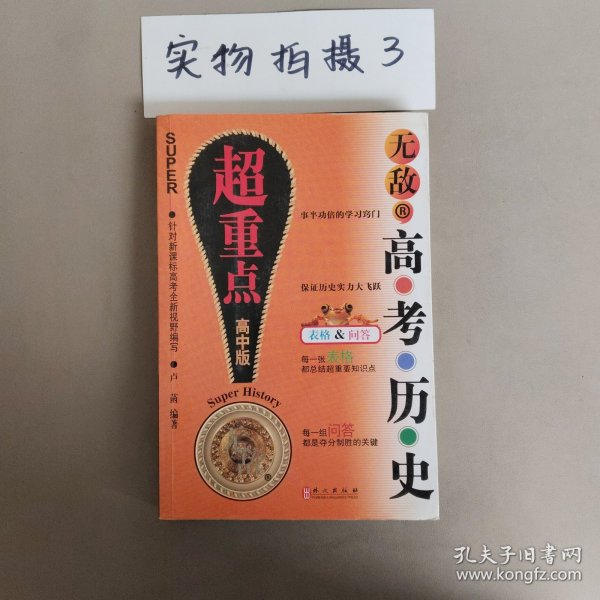 实物拍摄3
SUPER
●针对新课标高考全新视野编写●卢菡 编著
超重点
高中版
Super History
®
无敌®高考历史
事半功倍的学习窍门
保证历史实力大飞跃
表格&问答
每一张表格
都总结超重要知识点
每一组问答
都是夺分制胜的关键
外文出版社
孔夫子旧书网
www.kongfz.com